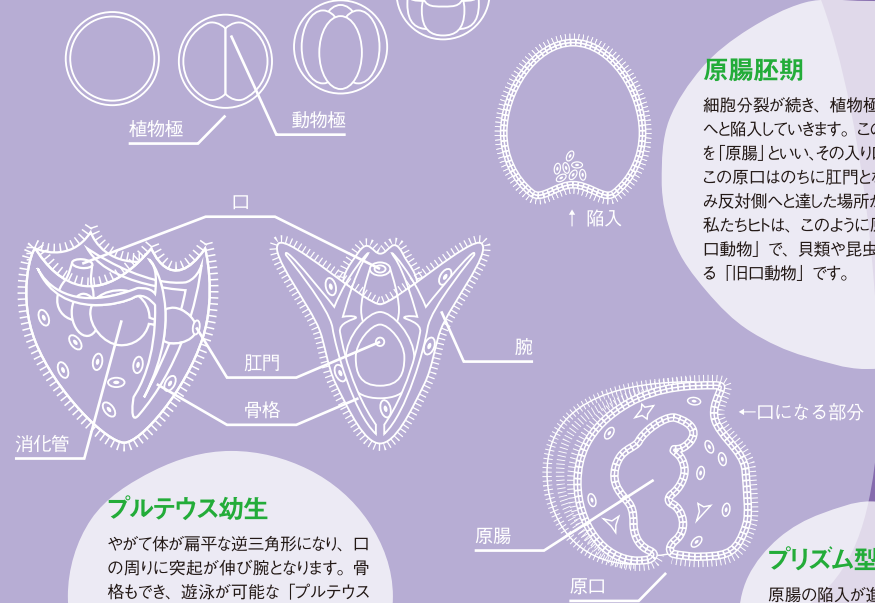 植物極
動物極
原腸胚期
細胞分裂が続き、植物極
へと陥入していきます。この
を「原腸」といい、その入り口
この原口はのちに肛門とな
み反対側へと達した場所が
私たちヒトは、このように原
口動物」で、貝類や昆虫
る「旧口動物」です。
↑ 陥入
口
腕
肛門
骨格
消化管
←口になる部分
原腸
原口
プルテウス幼生
やがて体が扁平な逆三角形になり、口
の周りに突起が伸び腕となります。骨
格もでき、遊泳が可能な「プルテウス
プリズム型
原腸の陥入が進